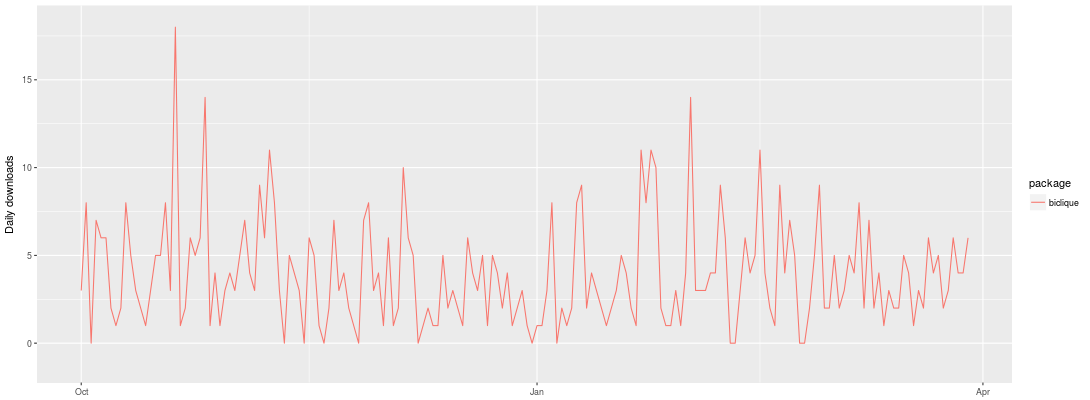 Daily downloads
15
10
5
0
Oct
Jan
Apr
package
bidique